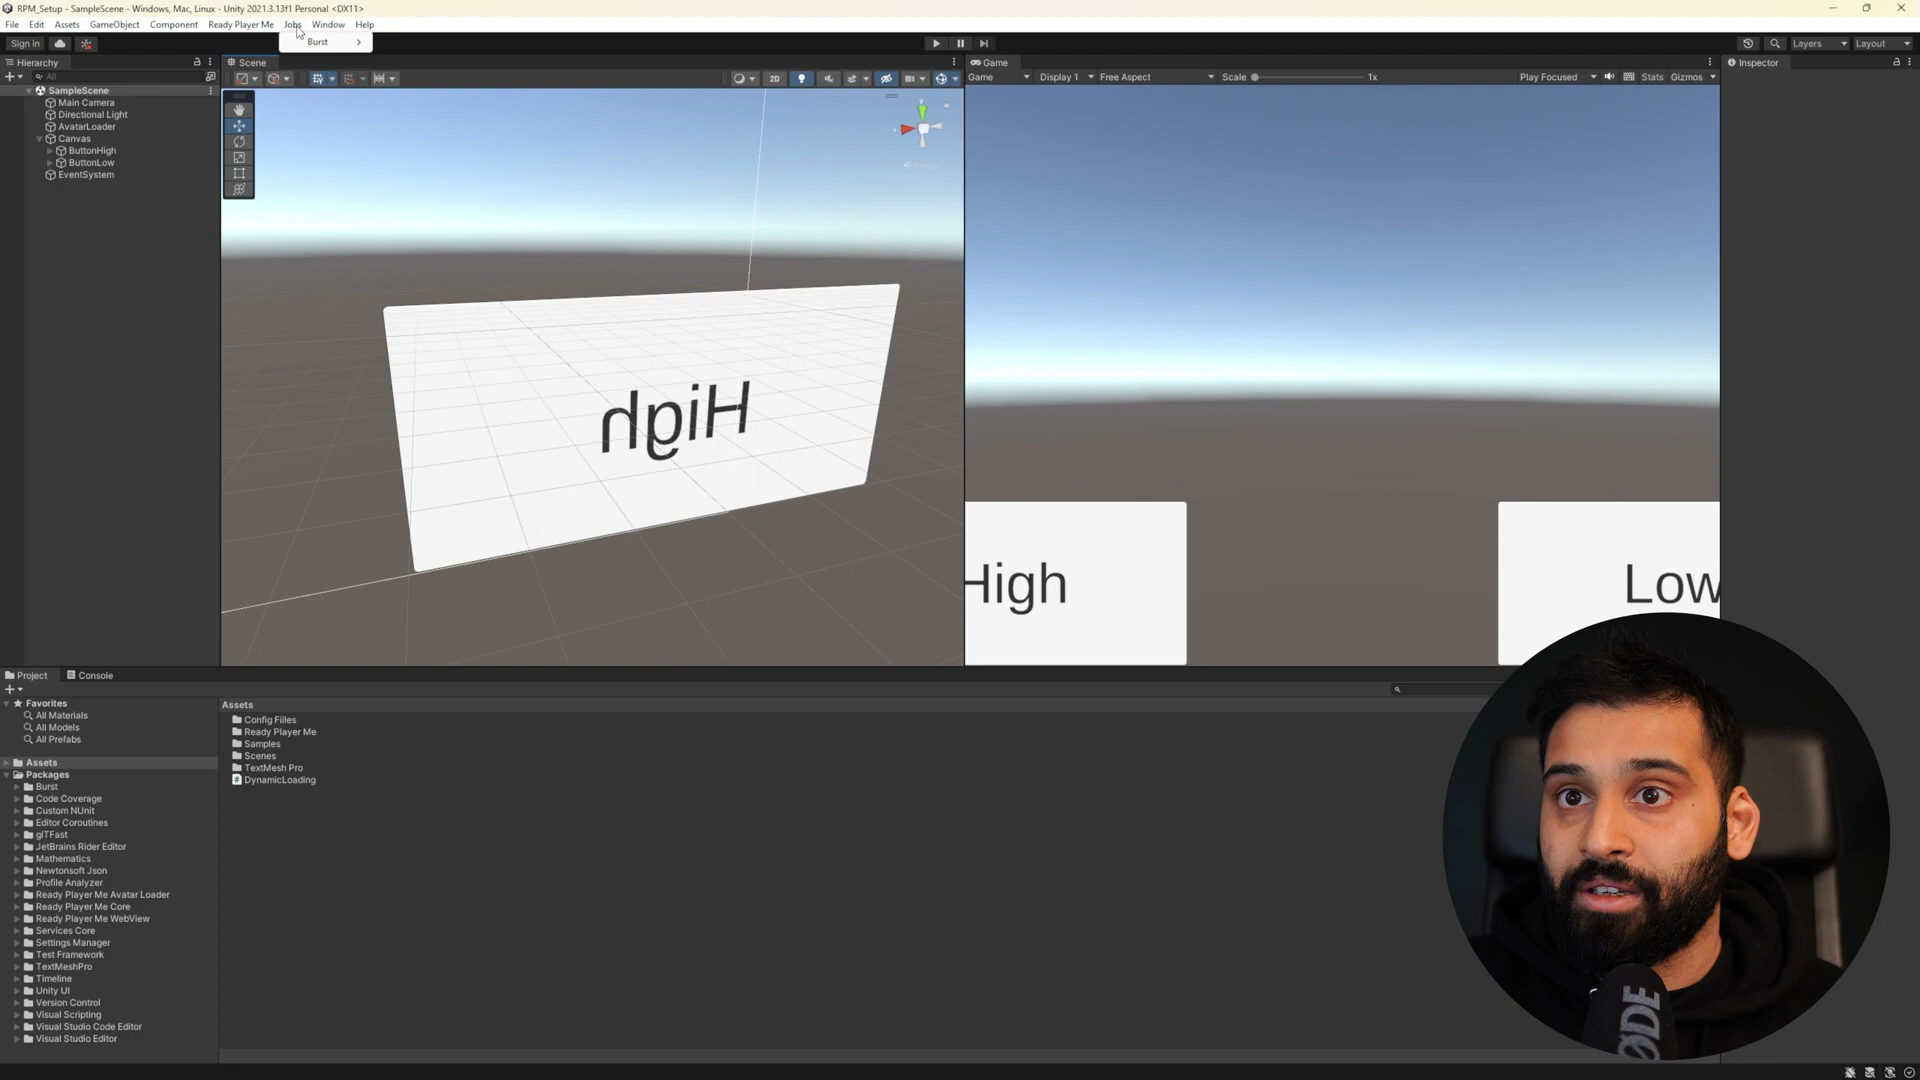 RPM_Setup - SampleScene - Windows, Mac, Linux - Unity 2021.3.13f1 Personal <DX11>
File Edit Assets GameObject Component Ready Player Me Jobs Window Help
Burst
Sign in
Layers Layout
Hierarchy
All
SampleScene
Main Camera
Directional Light
AvatarLoader
Canvas
ButtonHigh
ButtonLow
EventSystem
Scene
2D
y
High
Game
Game Display 1 Free Aspect Scale 1x Play Focused Stats Gizmos
High
Low
Inspector
Project Console
Favorites
All Materials
All Models
All Prefabs
Assets
Packages
Burst
Code Coverage
Custom NUnit
Editor Coroutines
glTFast
JetBrains Rider Editor
Mathematics
Newtonsoft Json
Profile Analyzer
Ready Player Me Avatar Loader
Ready Player Me Core
Ready Player Me WebView
Services Core
Settings Manager
Test Framework
TextMeshPro
Timeline
Unity UI
Version Control
Visual Scripting
Visual Studio Code Editor
Visual Studio Editor
Assets
Config Fiiles
Ready Player Me
Samples
Scenes
TextMesh Pro
DynamicLoading
RØDE